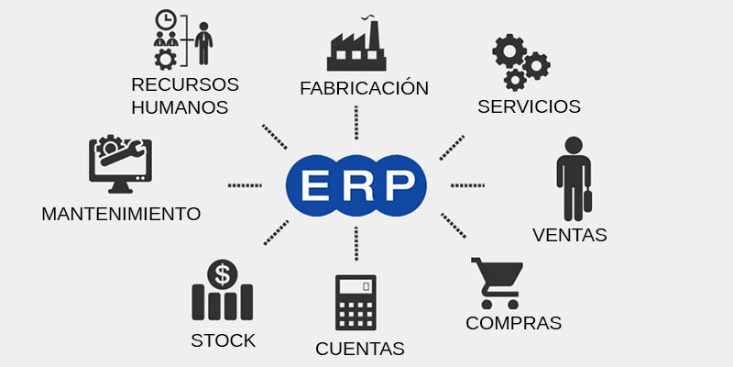 RECURSOS
HUMANOS
FABRICACIÓN
SERVICIOS
MANTENIMIENTO
ERP
VENTAS
$
STOCK
CUENTAS
COMPRAS